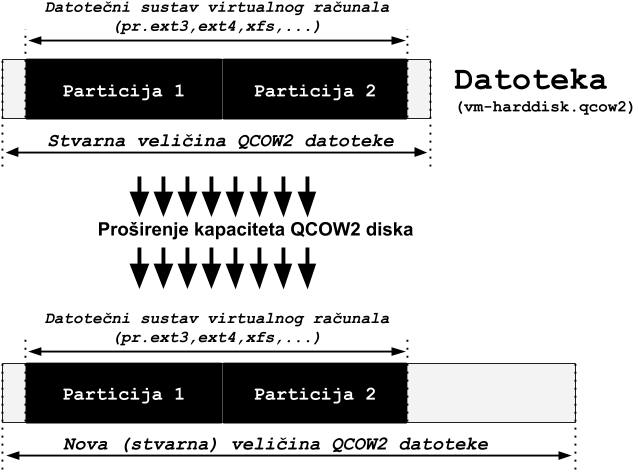 Datotečni sustav virtualnog računala
(pr.ext3,ext4,xfs,...)
Particija 1
Particija 2
Datoteka
(vm-harddisk.qcow2)
Stvarna veličina QCOW2 datoteke
Proširenje kapaciteta QCOW2 diska
Datotečni sustav virtualnog računala
(pr.ext3,ext4,xfs,...)
Particija 1
Particija 2
Nova (stvarna) veličina QCOW2 datoteke